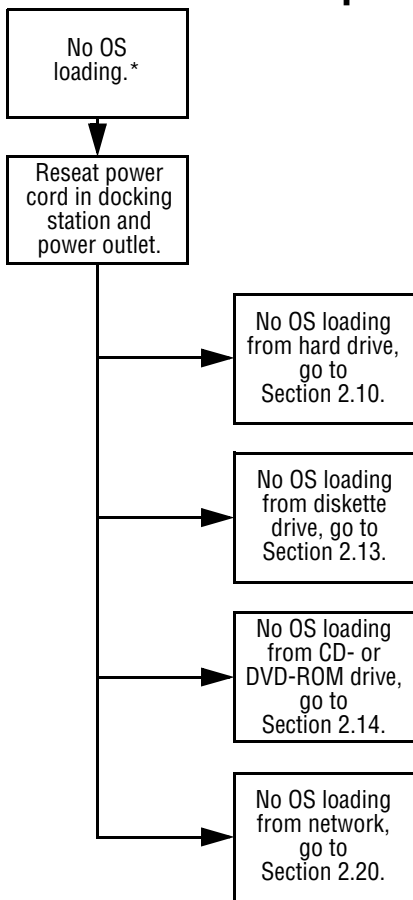 No OS
loading.*
Reseat power
cord in docking
station and
power outlet.
No OS loading
from hard drive,
go to
Section 2.10.
No OS loading
from diskette
drive, go to
Section 2.13.
No OS loading
from CD- or
DVD-ROM drive,
go to
Section 2.14.
No OS loading
from network,
go to
Section 2.20.